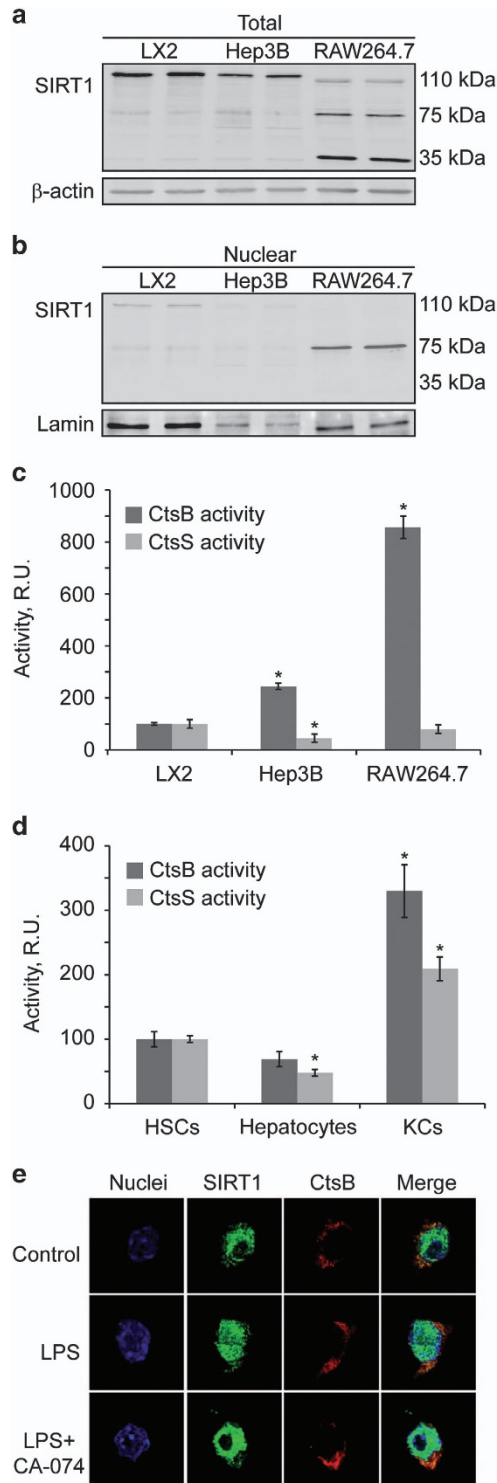 a
Total
LX2 Hep3B RAW264.7
SIRT1
110 kDa
75 kDa
35 kDa
β-actin
b
Nuclear
LX2 Hep3B RAW264.7
SIRT1
110 kDa
75 kDa
35 kDa
Lamin
c
Activity, R.U.
1000
800
600
400
200
0
CtsB activity
CtsS activity
*
*
*
LX2 Hep3B RAW264.7
d
Activity, R.U.
400
300
200
100
0
CtsB activity
CtsS activity
*
*
*
HSCs Hepatocytes KCs
e
Nuclei SIRT1 CtsB Merge
Control
LPS
LPS+
CA-074